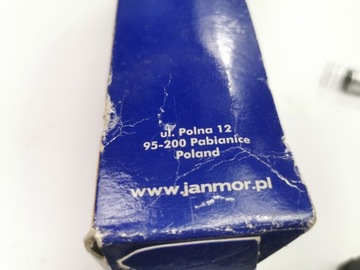 ul. Polna 12
95-200 Pabianice
Poland
www.janmor.pl